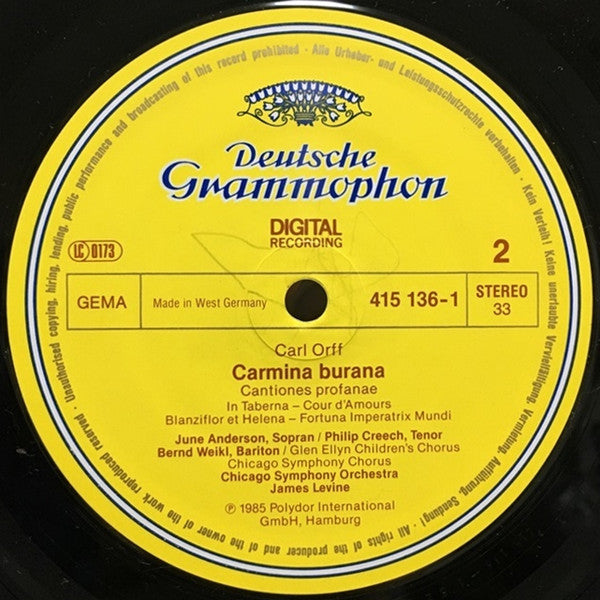 Deutsche
Grammophon
DIGITAL
RECORDING
LC 0173
2
GEMA
Made in West Germany
415 136-1
STEREO
33
Carl Orff
Carmina burana
Cantiones profanae
In Taberna – Cour d'Amours
Blanziflor et Helena – Fortuna Imperatrix Mundi
June Anderson, Sopran / Philip Creech, Tenor
Bernd Weikl, Bariton / Glen Ellyn Children's Chorus
Chicago Symphony Chorus
Chicago Symphony Orchestra
James Levine
℗ 1985 Polydor International
GmbH, Hamburg
Alle Urheber- und Leistungsschutzrechte vorbehalten · Kein Verleih! Keine unerlaubte Vervielfältigung, Vermietung, Aufführung, Sendung! · All rights of the producer and of the owner of the work reproduced reserved · Unauthorised copying, hiring, lending, public performance and broadcasting of this record prohibited ·